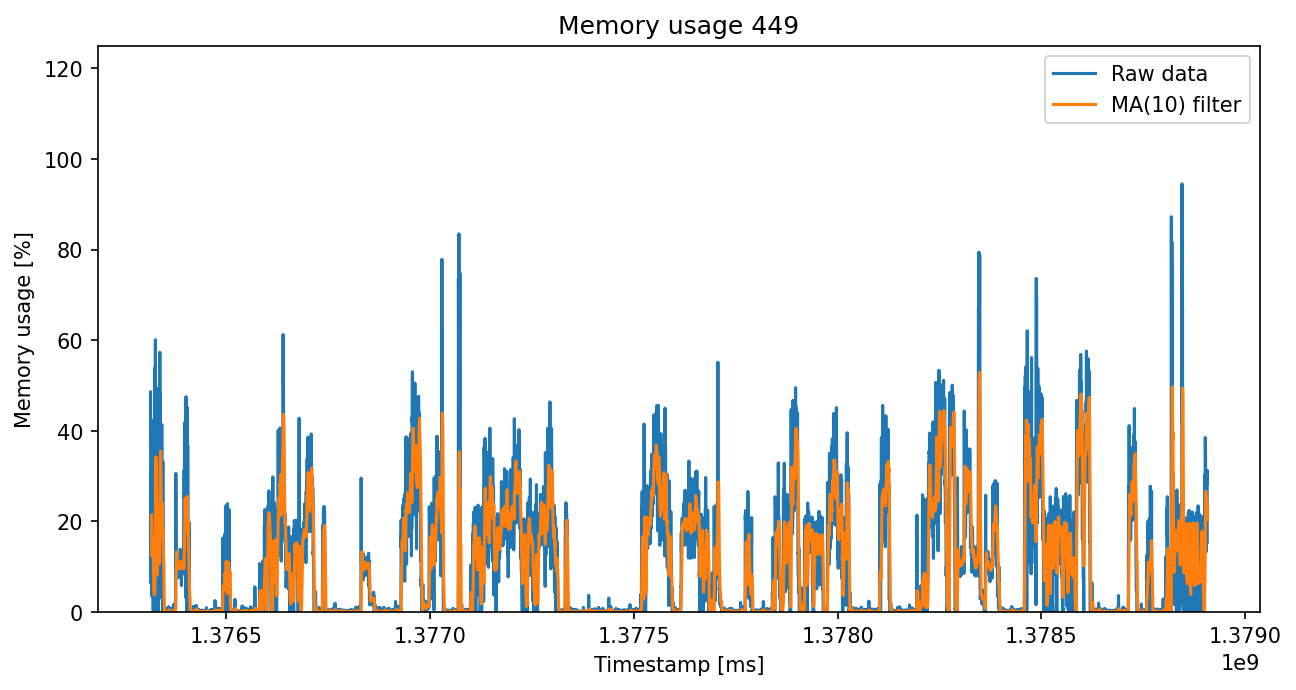 Memory usage 449
Raw data
MA(10) filter
Memory usage [%]
120
100
80
60
40
20
0
1.3765 1.3770 1.3775 1.3780 1.3785 1.3790
1e9
Timestamp [ms]